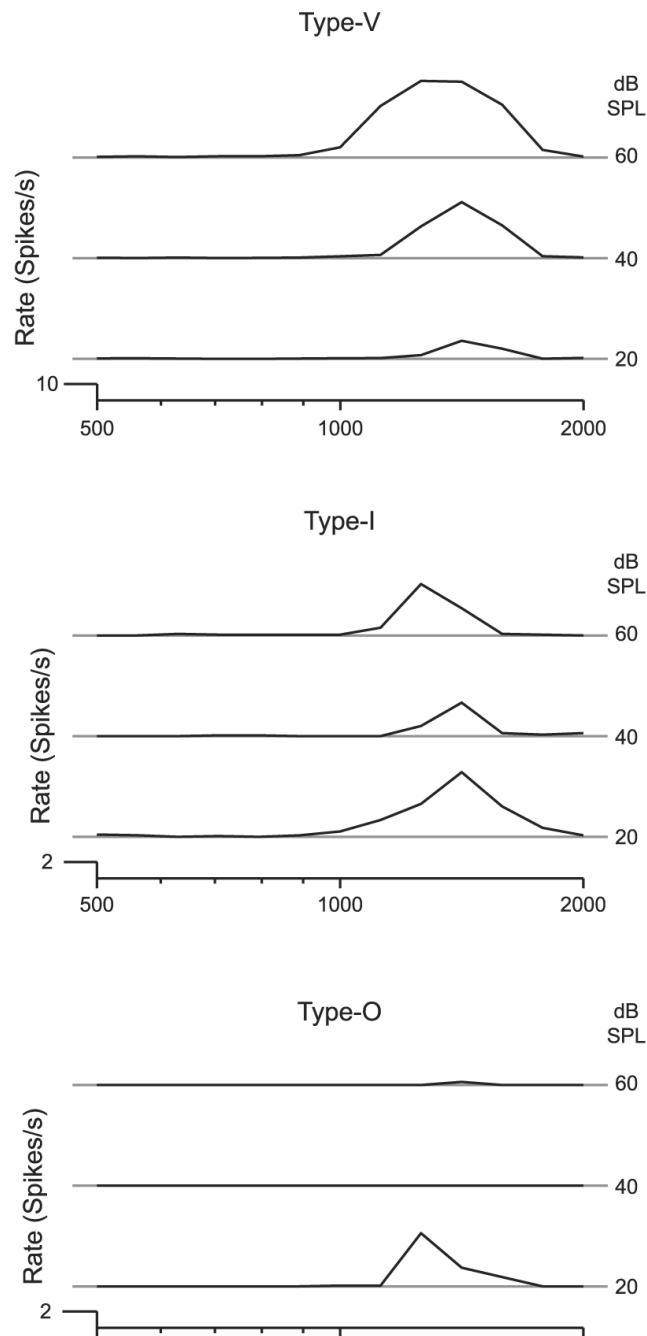 Type-V
dB
SPL
60
40
20
Rate (Spikes/s)
10
500 1000 2000
Type-I
dB
SPL
60
40
20
Rate (Spikes/s)
2
500 1000 2000
Type-O
dB
SPL
60
40
20
Rate (Spikes/s)
2